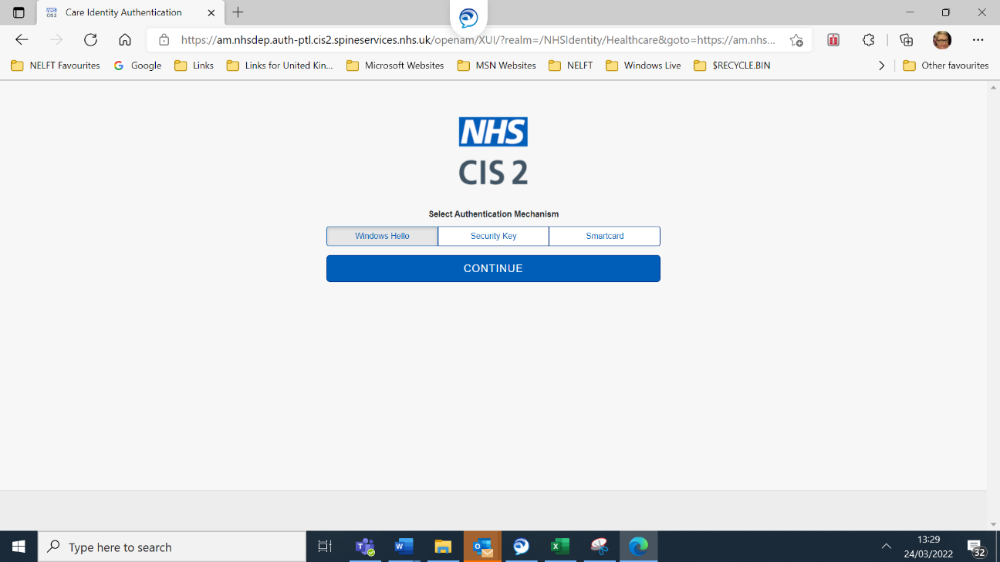 NHS CIS2 Care Identity Authentication
https://am.nhsdep.auth-ptl.cis2.spineservices.nhs.uk/openam/XUI/?realm=/NHSIdentity/Healthcare&goto=https://am.nhs...
NELFT Favourites Google Links Links for United Kin... Microsoft Websites MSN Websites NELFT Windows Live $RECYCLE.BIN Other favourites
NHS
CIS 2
Select Authentication Mechanism
Windows Hello Security Key Smartcard
CONTINUE
Type here to search
13:29
24/03/2022
32